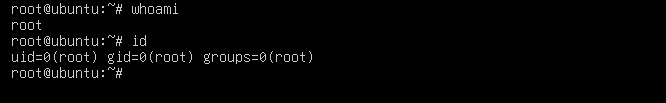 root@ubuntu:~# whoami
root
root@ubuntu:~# id
uid=0(root) gid=0(root) groups=0(root)
root@ubuntu:~#